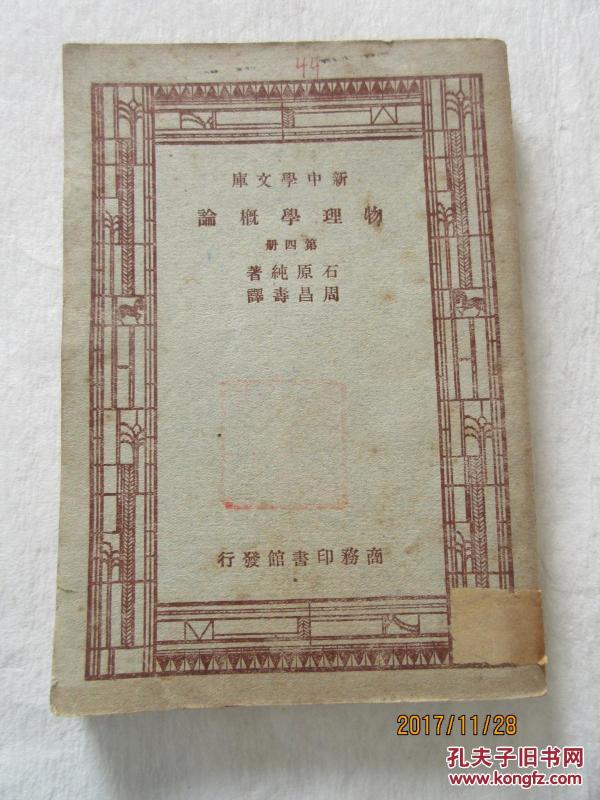 44
新中學文庫
物理學概論
第四册
石原純著
周昌壽譯
商務印書館發行
2017/11/28
孔夫子旧书网
www.kongfz.com